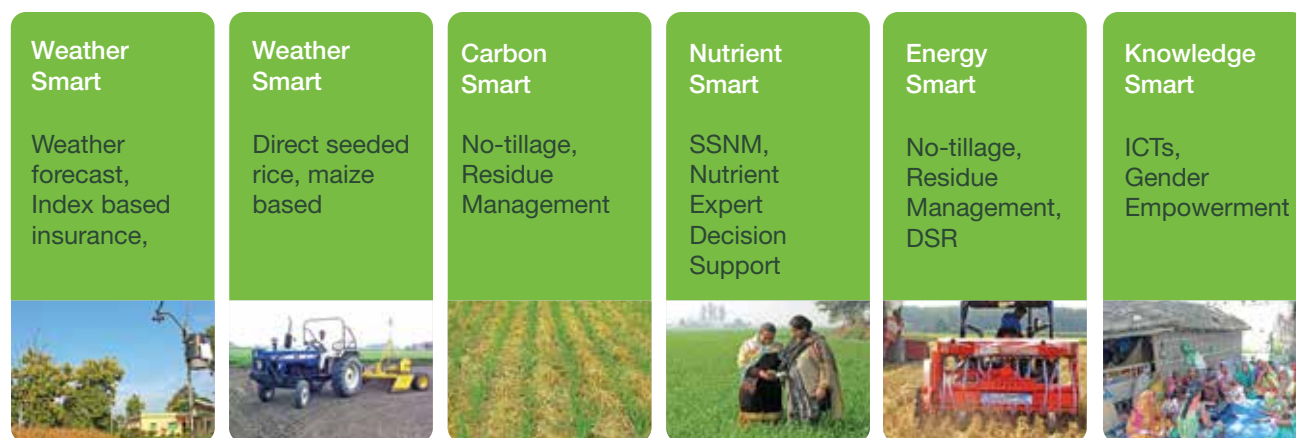 Weather
Smart
Weather
forecast,
Index based
insurance,
Weather
Smart
Direct seeded
rice, maize
based
Carbon
Smart
No-tillage,
Residue
Management
Nutrient
Smart
SSNM,
Nutrient
Expert
Decision
Support
Energy
Smart
No-tillage,
Residue
Management,
DSR
Knowledge
Smart
ICTs,
Gender
Empowerment